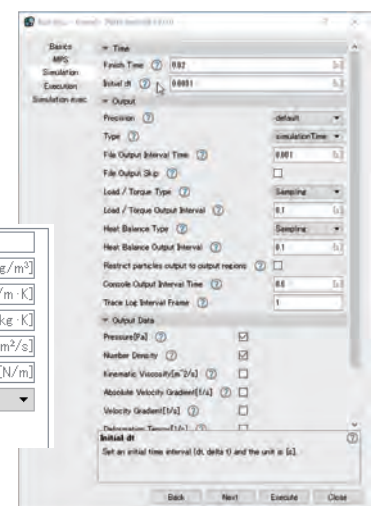 Basics
MPS
Simulation
Execution
Simulation exec
Time
Finish Time 0.02 [s]
Initial dt 0.0001 [s]
Output
Precision default
Type simulationTime
File Output Interval Time 0.001 [s]
File Output Skip
Load / Torque Type Sampling
Load / Torque Output Interval 0.1 [s]
Heat Balance Type Sampling
Heat Balance Output Interval 0.1 [s]
Restrict particles output to output regions
Console Output Interval Time [s]
Trace Log Interval Frame 1
Output Data
Pressure[Pa]
Number Density
Kinematic Viscosity[m^2/s]
Absolute Velocity Gradient[1/s]
Velocity Gradient[1/s]
Deformation Tensor[1/s]
Initial dt
Set an initial time interval (dt, delta t) and the unit is [s].
Back Next Execute Close
g/m³]
/m·K]
kg·K]
m²/s]
[N/m]